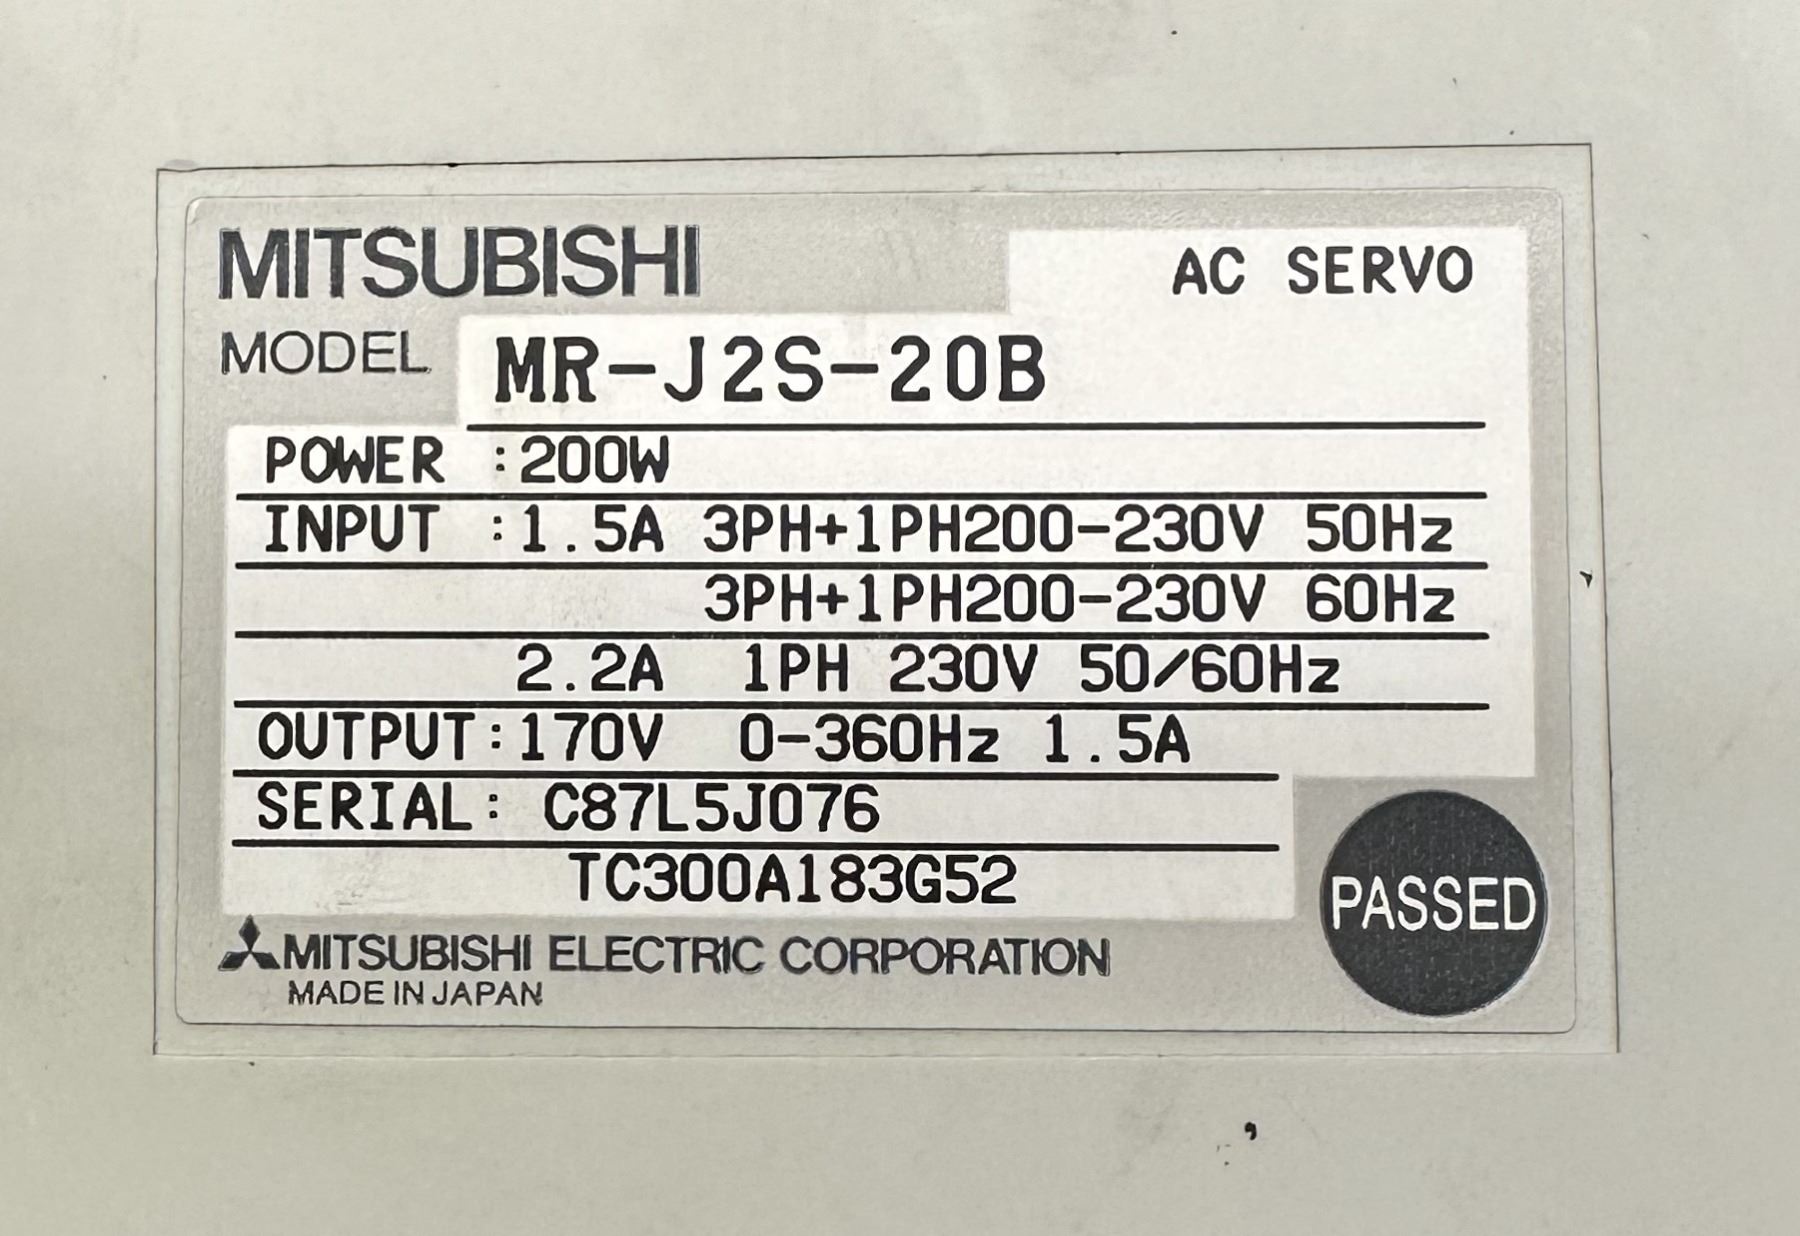 MITSUBISHI
AC SERVO
MODEL MR-J2S-20B
POWER :200W
INPUT :1.5A 3PH+1PH200-230V 50Hz
3PH+1PH200-230V 60Hz
2.2A 1PH 230V 50/60Hz
OUTPUT:170V 0-360Hz 1.5A
SERIAL: C87L5J076
TC300A183G52
PASSED
MITSUBISHI ELECTRIC CORPORATION
MADE IN JAPAN